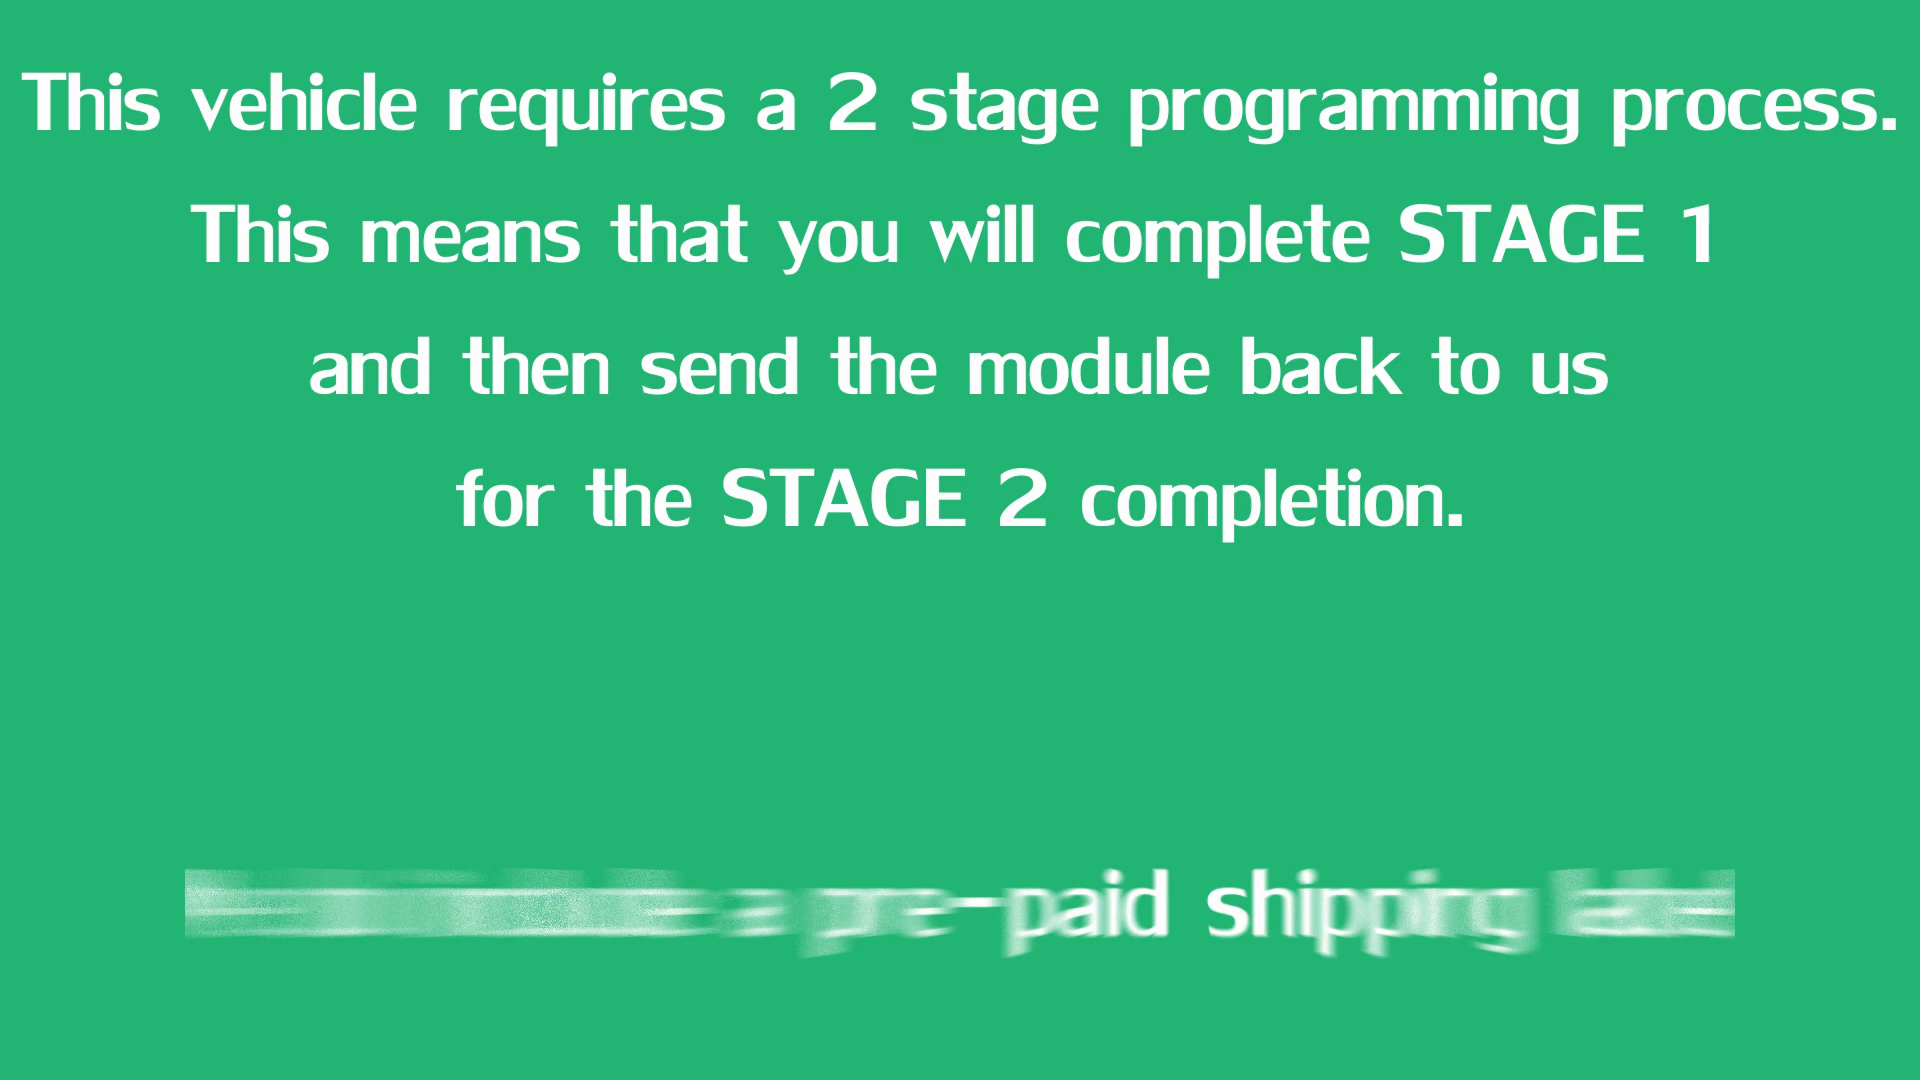 This vehicle requires a 2 stage programming process.
This means that you will complete STAGE 1
and then send the module back to us
for the STAGE 2 completion.
a pre-paid shipping